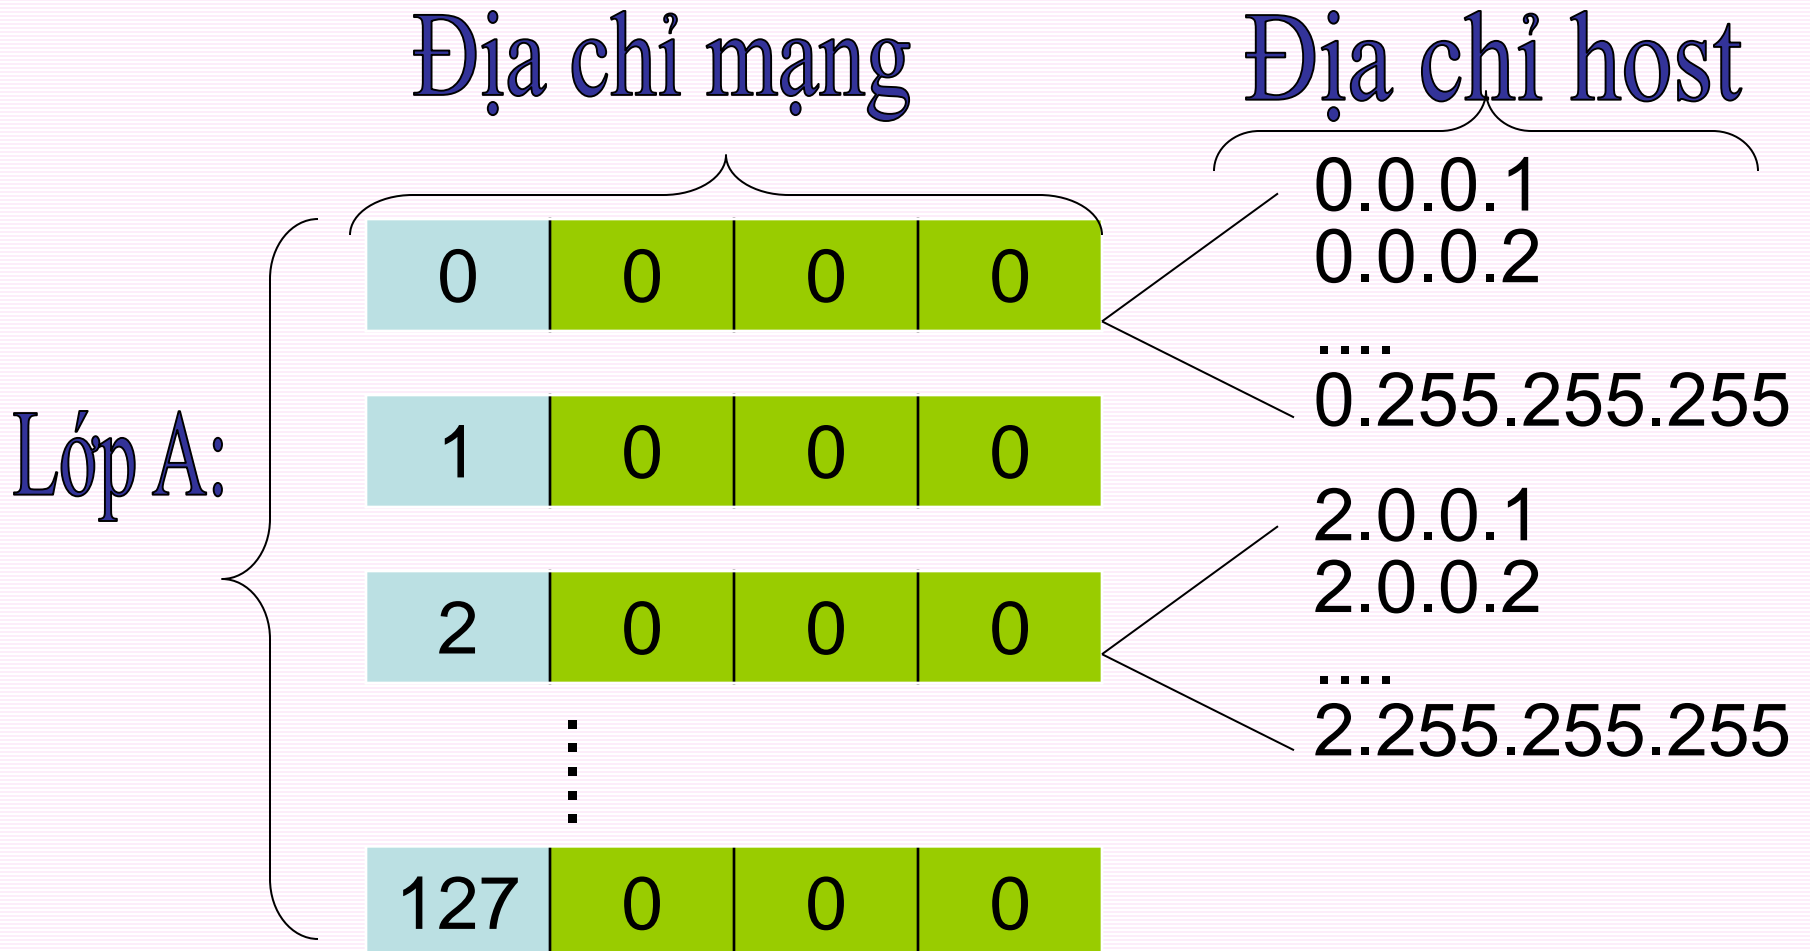 Địa chỉ mạng
Địa chỉ host
Lớp A:
0 0 0 0
0.0.0.1
0.0.0.2
....
0.255.255.255
1 0 0 0
2 0 0 0
2.0.0.1
2.0.0.2
....
2.255.255.255
127 0 0 0